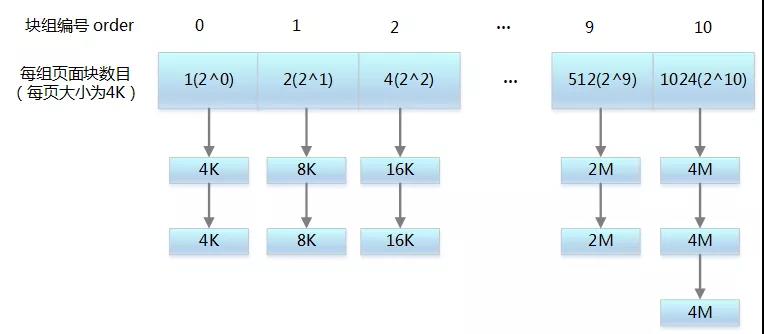 块组编号 order 0 1 2 ... 9 10
每组页面块数目
（每页大小为4K）
1(2^0) 2(2^1) 4(2^2) ... 512(2^9) 1024(2^10)
4K 8K 16K 2M 4M
4K 8K 16K 2M 4M
4M